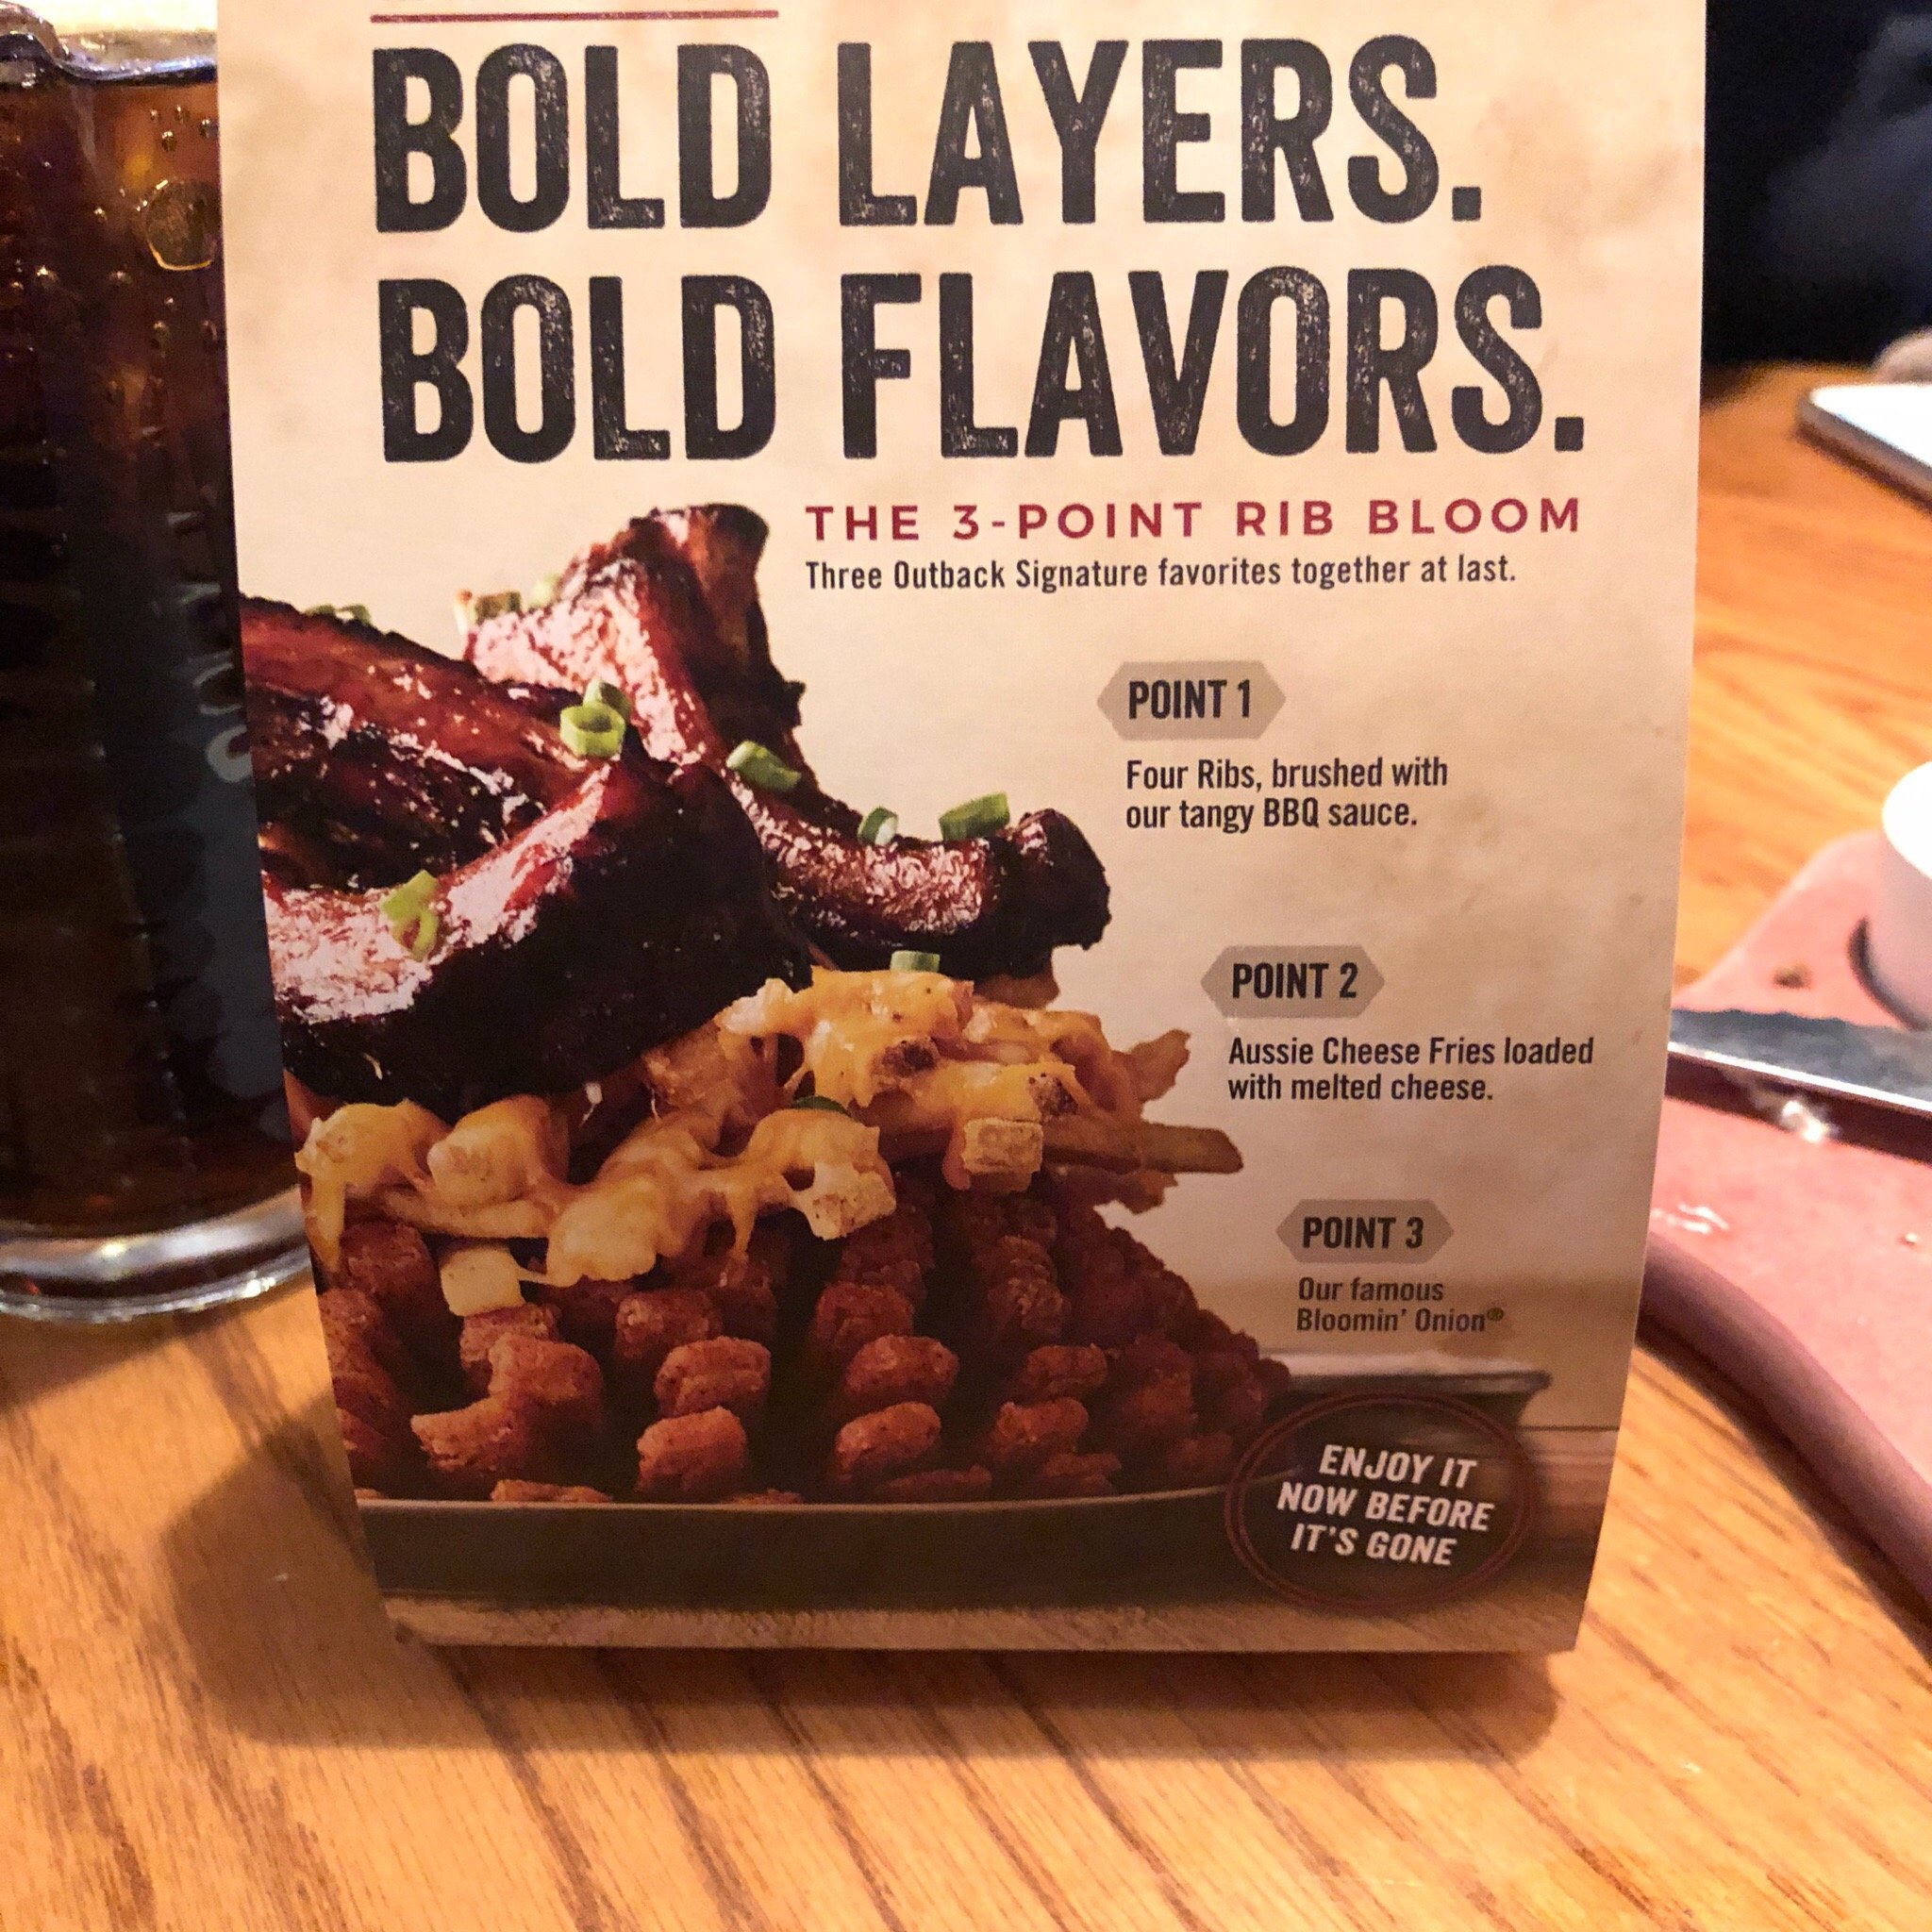 BOLD LAYERS.
BOLD FLAVORS.
THE 3-POINT RIB BLOOM
Three Outback Signature favorites together at last.
POINT 1
Four Ribs, brushed with
our tangy BBQ sauce.
POINT 2
Aussie Cheese Fries loaded
with melted cheese.
POINT 3
Our famous
Bloomin' Onion®
ENJOY IT
NOW BEFORE
IT'S GONE